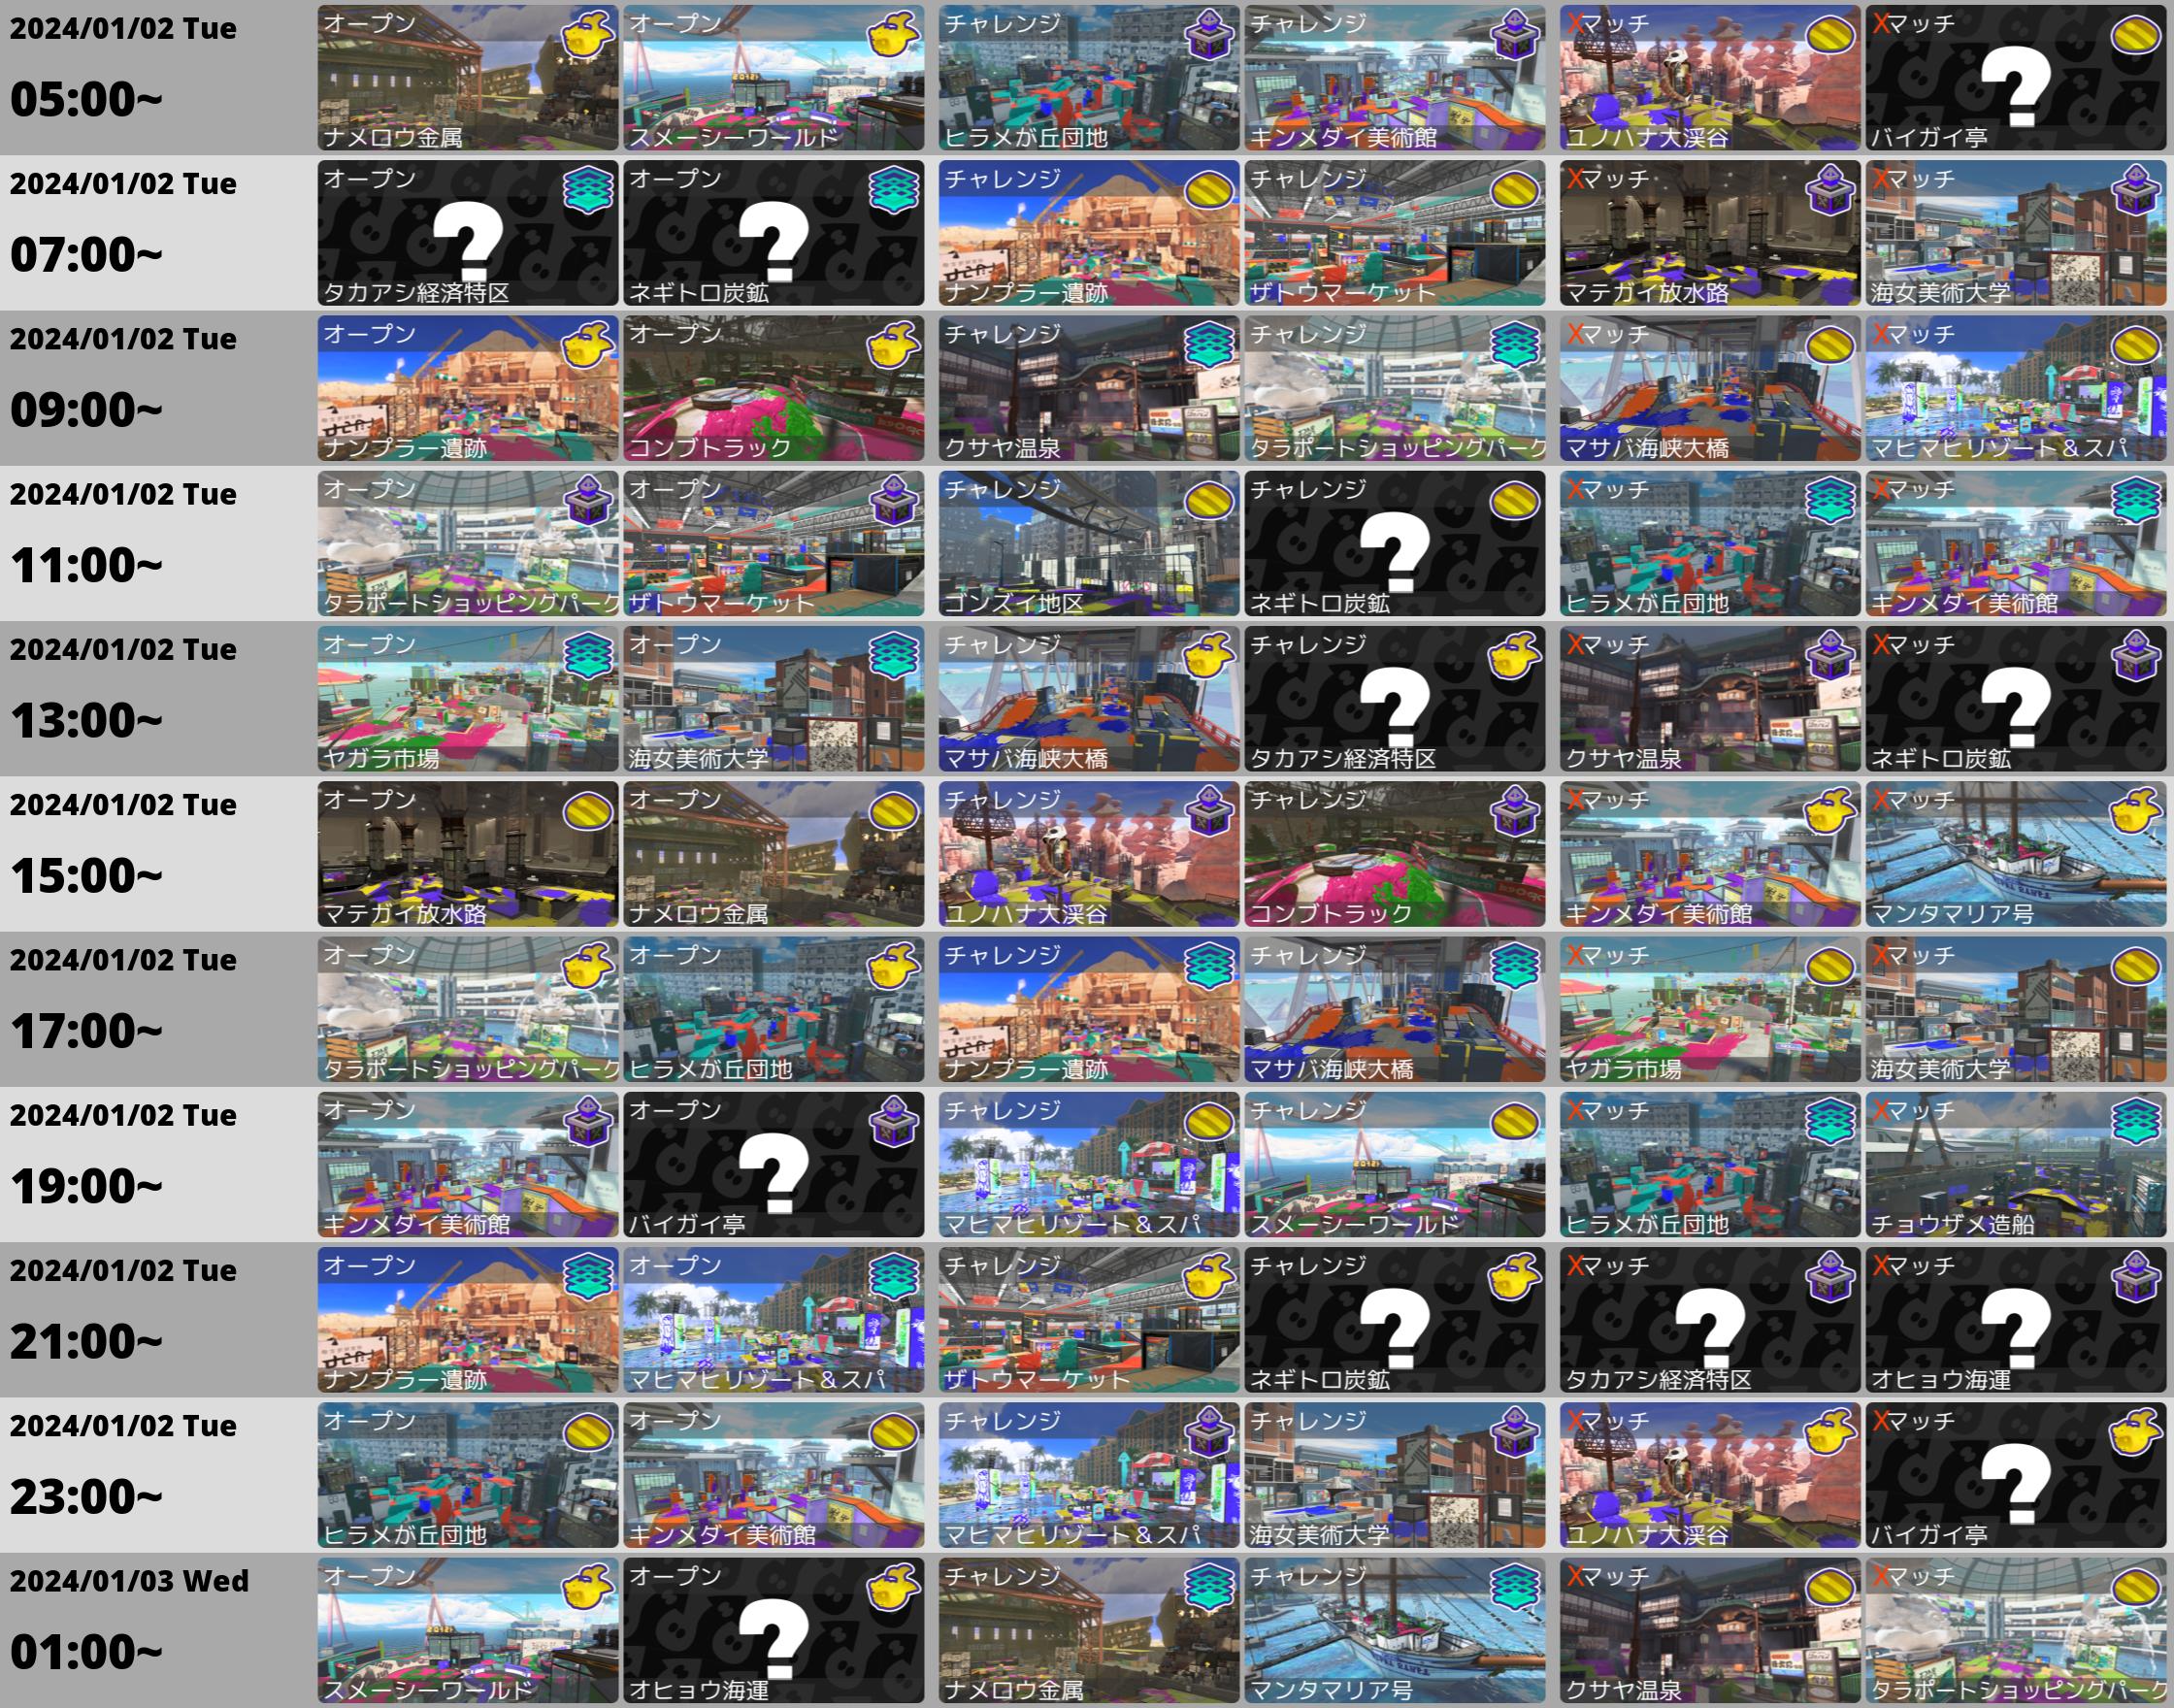 2024/01/02 Tue
05:00~
オープン
ナメロウ金属
オープン
スメーシーワールド
チャレンジ
ヒラメが丘団地
チャレンジ
キンメダイ美術館
Xマッチ
ユノハナ大渓谷
Xマッチ
バイガイ亭
2024/01/02 Tue
07:00~
オープン
タカアシ経済特区
オープン
ネギトロ炭鉱
チャレンジ
ナンプラー遺跡
チャレンジ
ザトウマーケット
Xマッチ
マテガイ放水路
Xマッチ
海女美術大学
2024/01/02 Tue
09:00~
オープン
ナンプラー遺跡
オープン
コンブトラック
チャレンジ
クサヤ温泉
チャレンジ
タラポートショッピングパーク
Xマッチ
マサバ海峡大橋
Xマッチ
マヒマヒリゾート&スパ
2024/01/02 Tue
11:00~
オープン
タラポートショッピングパーク
オープン
ザトウマーケット
チャレンジ
ゴンズイ地区
チャレンジ
ネギトロ炭鉱
Xマッチ
ヒラメが丘団地
Xマッチ
キンメダイ美術館
2024/01/02 Tue
13:00~
オープン
ヤガラ市場
オープン
海女美術大学
チャレンジ
マサバ海峡大橋
チャレンジ
タカアシ経済特区
Xマッチ
クサヤ温泉
Xマッチ
ネギトロ炭鉱
2024/01/02 Tue
15:00~
オープン
マテガイ放水路
オープン
ナメロウ金属
チャレンジ
ユノハナ大渓谷
チャレンジ
コンブトラック
Xマッチ
キンメダイ美術館
Xマッチ
マンタマリア号
2024/01/02 Tue
17:00~
オープン
タラポートショッピングパーク
オープン
ヒラメが丘団地
チャレンジ
ナンプラー遺跡
チャレンジ
マサバ海峡大橋
Xマッチ
ヤガラ市場
Xマッチ
海女美術大学
2024/01/02 Tue
19:00~
オープン
キンメダイ美術館
オープン
バイガイ亭
チャレンジ
マヒマヒリゾート&スパ
チャレンジ
スメーシーワールド
Xマッチ
ヒラメが丘団地
Xマッチ
チョウザメ造船
2024/01/02 Tue
21:00~
オープン
ナンプラー遺跡
オープン
マヒマヒリゾート&スパ
チャレンジ
ザトウマーケット
チャレンジ
ネギトロ炭鉱
Xマッチ
タカアシ経済特区
Xマッチ
オヒョウ海運
2024/01/02 Tue
23:00~
オープン
ヒラメが丘団地
オープン
キンメダイ美術館
チャレンジ
マヒマヒリゾート&スパ
チャレンジ
海女美術大学
Xマッチ
ユノハナ大渓谷
Xマッチ
バイガイ亭
2024/01/03 Wed
01:00~
オープン
スメーシーワールド
オープン
オヒョウ海運
チャレンジ
ナメロウ金属
チャレンジ
マンタマリア号
Xマッチ
クサヤ温泉
Xマッチ
タラポートショッピングパーク